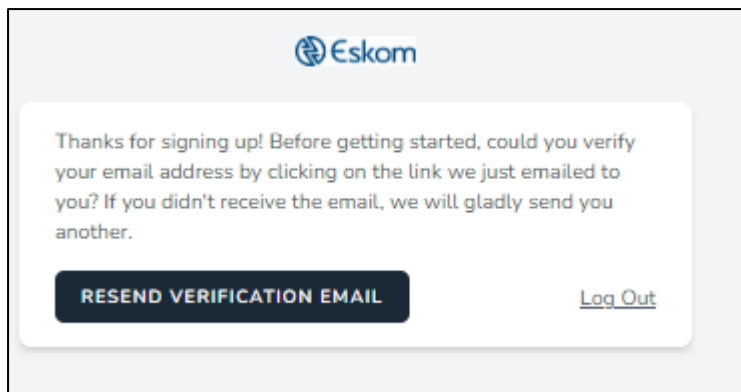 Eskom
Thanks for signing up! Before getting started, could you verify
your email address by clicking on the link we just emailed to
you? If you didn't receive the email, we will gladly send you
another.
RESEND VERIFICATION EMAIL
Log Out